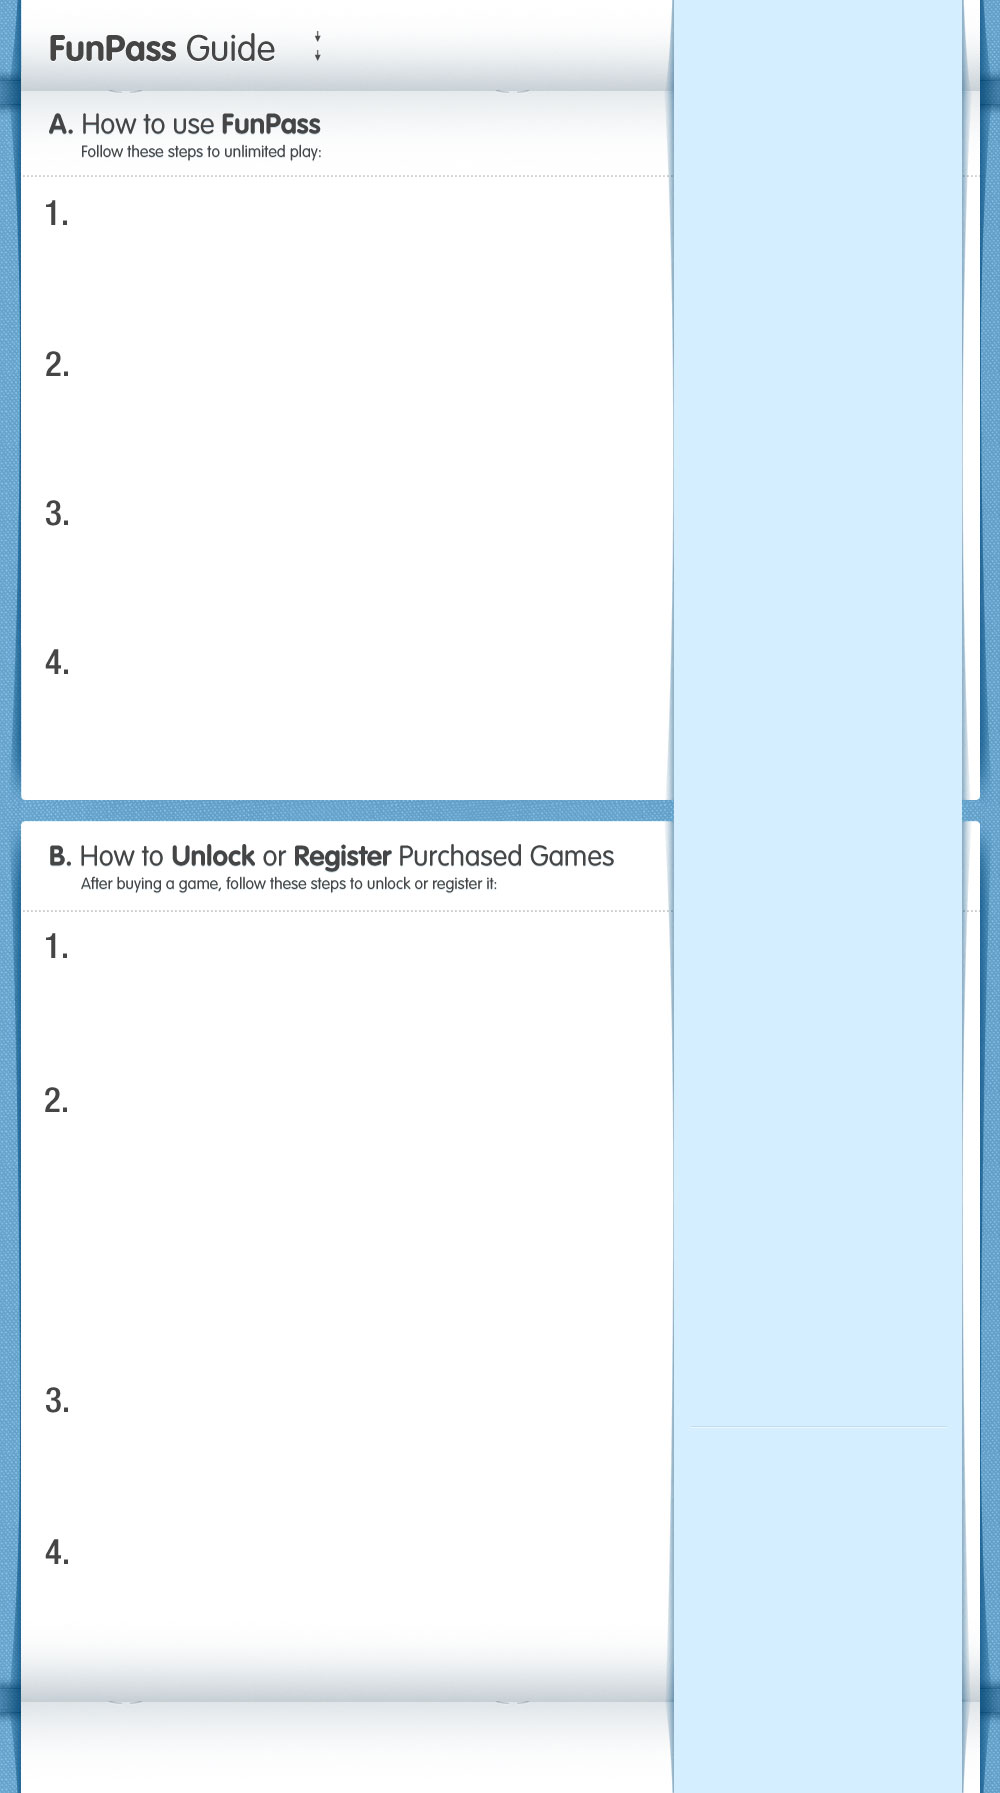 FunPass Guide
A. How to use FunPass
Follow these steps to unlimited play:
1.
2.
3.
4.
B. How to Unlock or Register Purchased Games
After buying a game, follow these steps to unlock or register it:
1.
2.
3.
4.